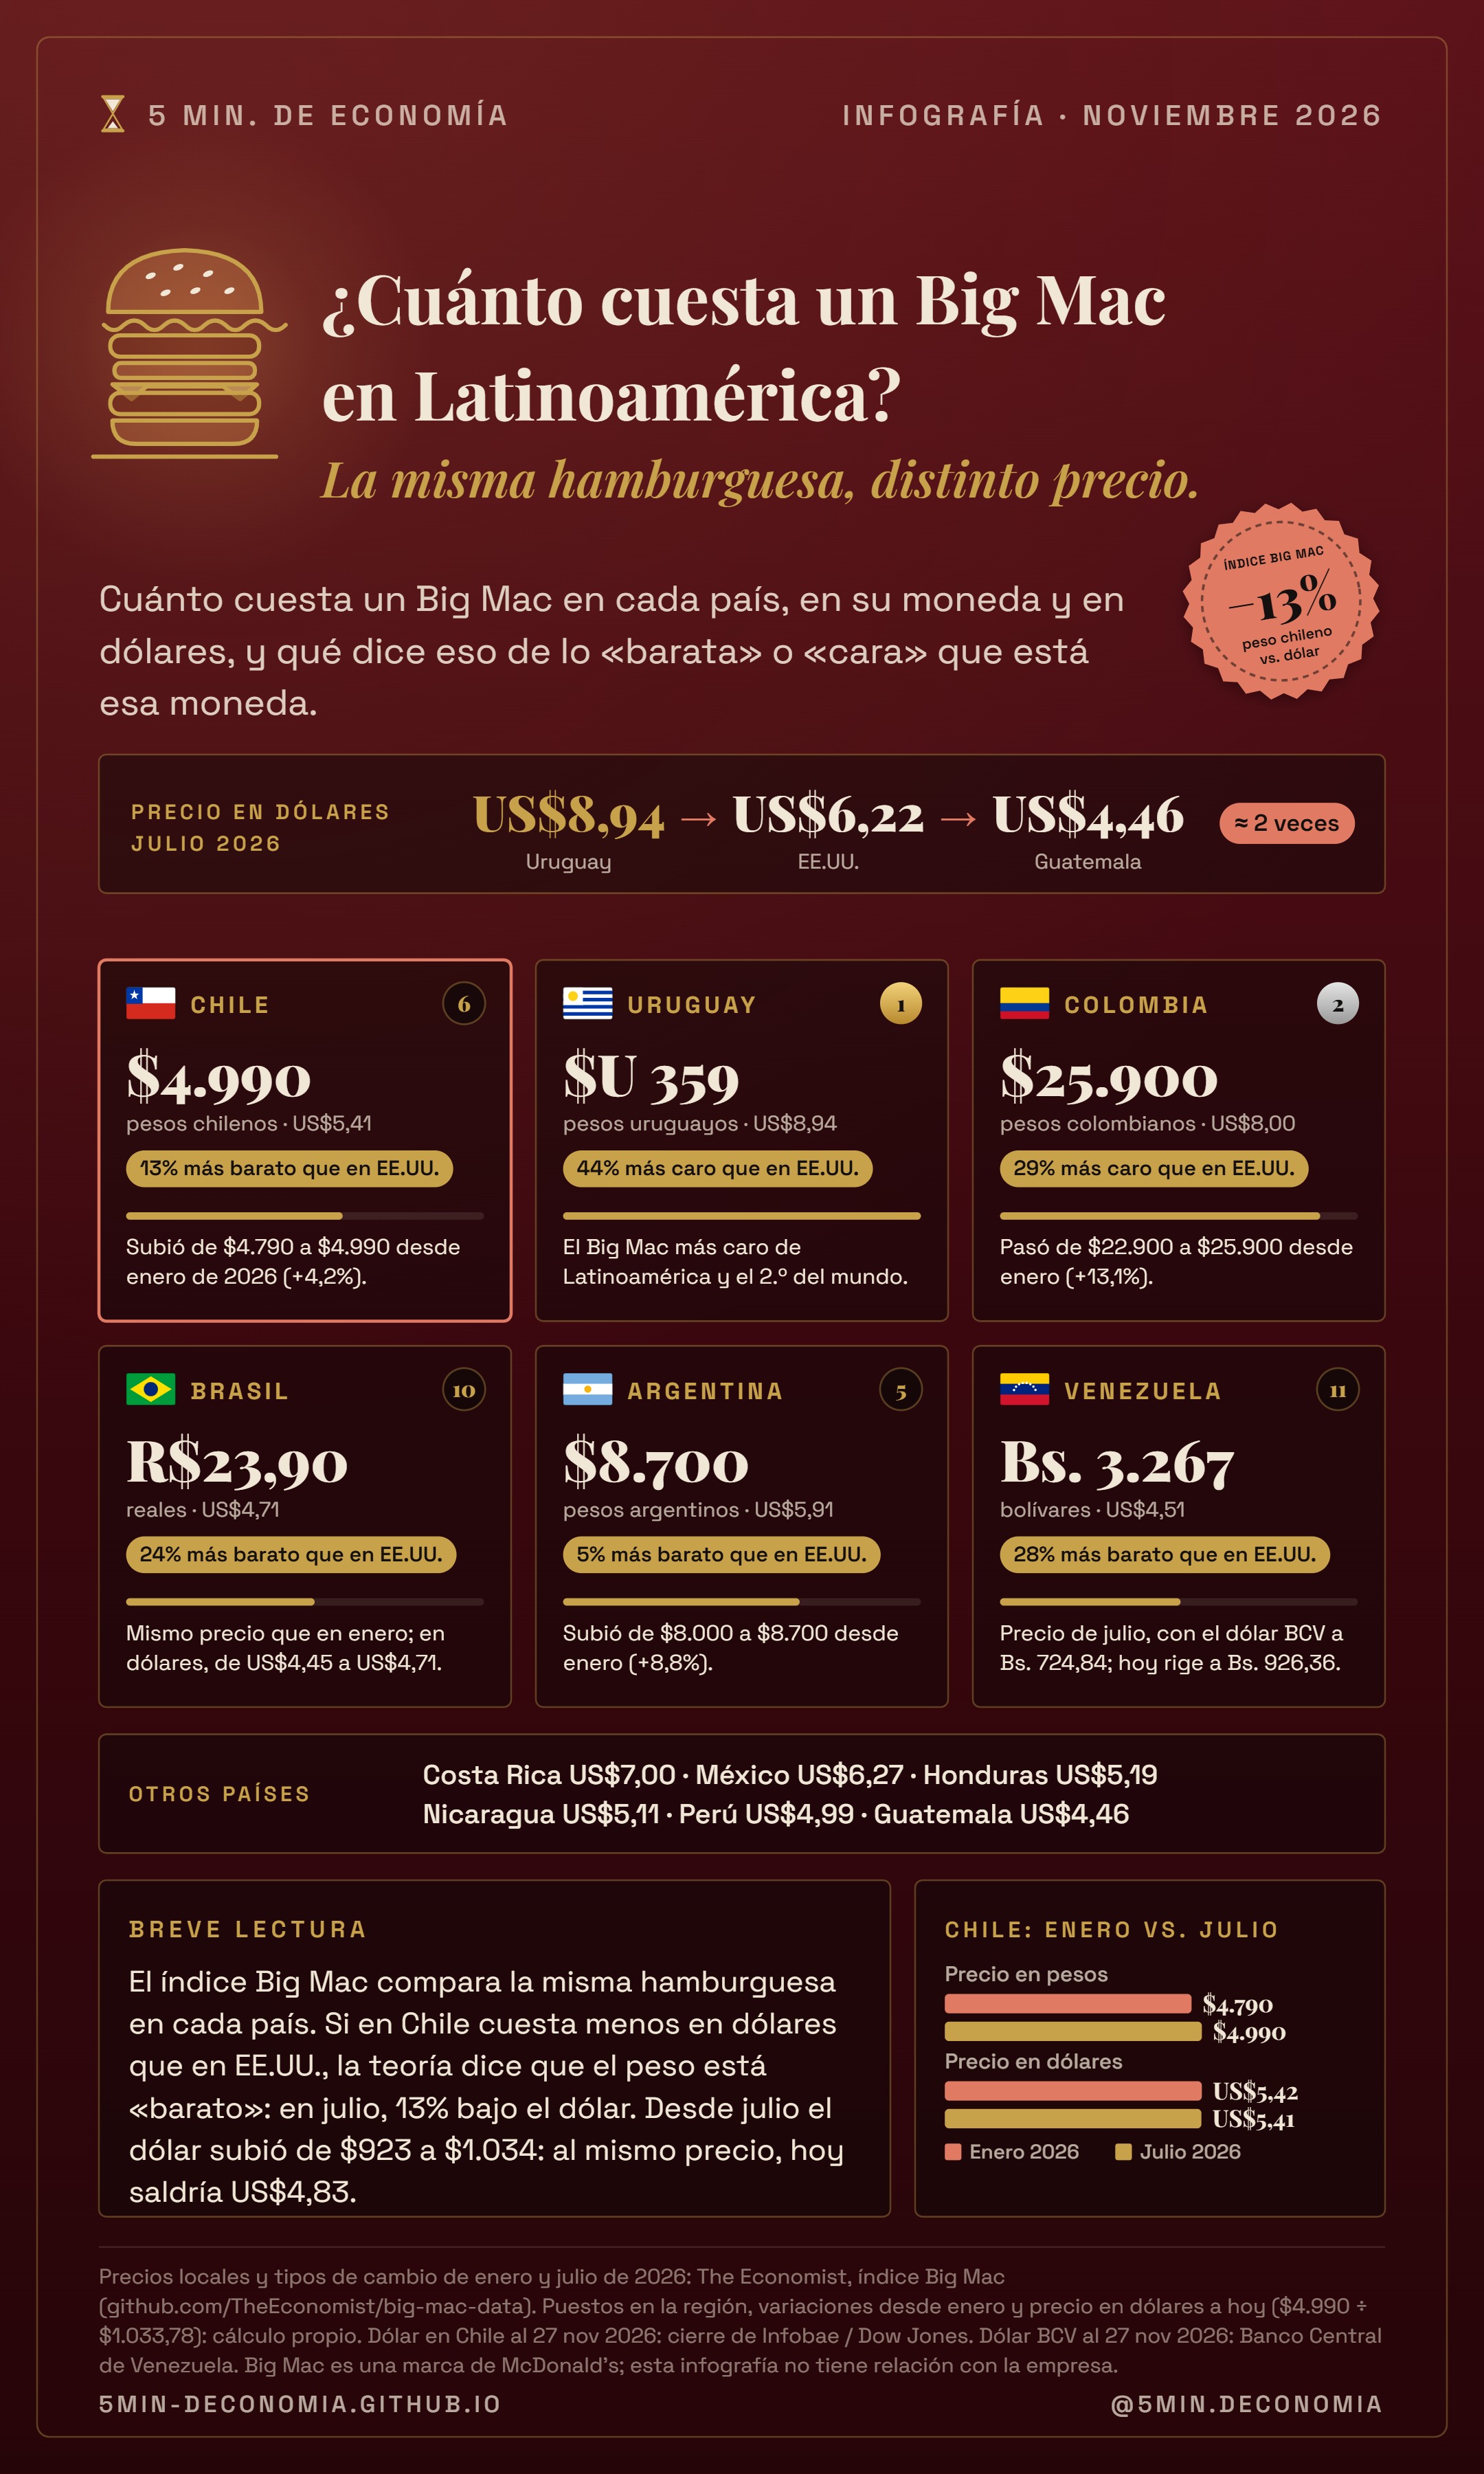 5 MIN. DE ECONOMÍA
INFOGRAFÍA · NOVIEMBRE 2026
¿Cuánto cuesta un Big Mac
en Latinoamérica?
La misma hamburguesa, distinto precio.
ÍNDICE BIG MAC
−13%
peso chileno
vs. dólar
Cuánto cuesta un Big Mac en cada país, en su moneda y en
dólares, y qué dice eso de lo «barata» o «cara» que está
esa moneda.
PRECIO EN DÓLARES
JULIO 2026
US$8,94 → US$6,22 → US$4,46
Uruguay
EE.UU.
Guatemala
≈ 2 veces
CHILE
6
$4.990
pesos chilenos · US$5,41
13% más barato que en EE.UU.
Subió de $4.790 a $4.990 desde
enero de 2026 (+4,2%).
URUGUAY
1
$U 359
pesos uruguayos · US$8,94
44% más caro que en EE.UU.
El Big Mac más caro de
Latinoamérica y el 2.º del mundo.
COLOMBIA
2
$25.900
pesos colombianos · US$8,00
29% más caro que en EE.UU.
Pasó de $22.900 a $25.900 desde
enero (+13,1%).
BRASIL
10
R$23,90
reales · US$4,71
24% más barato que en EE.UU.
Mismo precio que en enero; en
dólares, de US$4,45 a US$4,71.
ARGENTINA
5
$8.700
pesos argentinos · US$5,91
5% más barato que en EE.UU.
Subió de $8.000 a $8.700 desde
enero (+8,8%).
VENEZUELA
11
Bs. 3.267
bolívares · US$4,51
28% más barato que en EE.UU.
Precio de julio, con el dólar BCV a
Bs. 724,84; hoy rige a Bs. 926,36.
OTROS PAÍSES
Costa Rica US$7,00 · México US$6,27 · Honduras US$5,19
Nicaragua US$5,11 · Perú US$4,99 · Guatemala US$4,46
BREVE LECTURA
El índice Big Mac compara la misma hamburguesa
en cada país. Si en Chile cuesta menos en dólares
que en EE.UU., la teoría dice que el peso está
«barato»: en julio, 13% bajo el dólar. Desde julio el
dólar subió de $923 a $1.034: al mismo precio, hoy
saldría US$4,83.
CHILE: ENERO VS. JULIO
Precio en pesos
$4.790
$4.990
Precio en dólares
US$5,42
US$5,41
Enero 2026
Julio 2026
Precios locales y tipos de cambio de enero y julio de 2026: The Economist, índice Big Mac
(github.com/TheEconomist/big-mac-data). Puestos en la región, variaciones desde enero y precio en dólares a hoy ($4.990 ÷
$1.033,78): cálculo propio. Dólar en Chile al 27 nov 2026: cierre de Infobae / Dow Jones. Dólar BCV al 27 nov 2026: Banco Central
de Venezuela. Big Mac es una marca de McDonald's; esta infografía no tiene relación con la empresa.
5MIN-DECONOMIA.GITHUB.IO
@5MIN.DECONOMIA